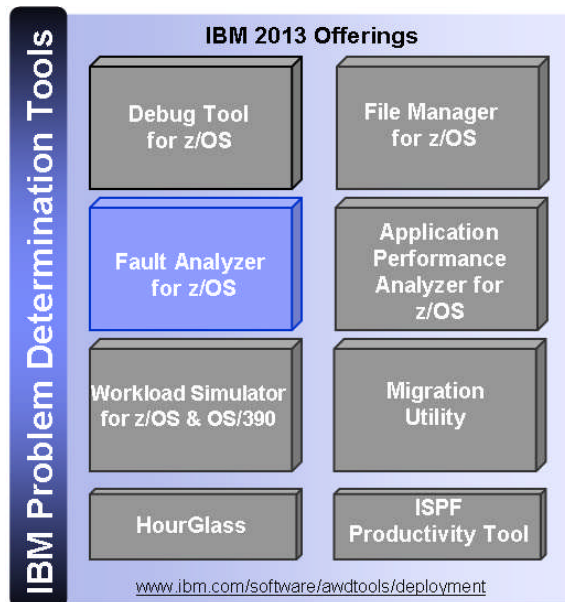 IBM Problem Determination Tools
IBM 2013 Offerings
Debug Tool
for z/OS
File Manager
for z/OS
Fault Analyzer
for z/OS
Application
Performance
Analyzer for
z/OS
Workload Simulator
for z/OS & OS/390
Migration
Utility
HourGlass
ISPF
Productivity Tool
www.ibm.com/software/awdtools/deployment